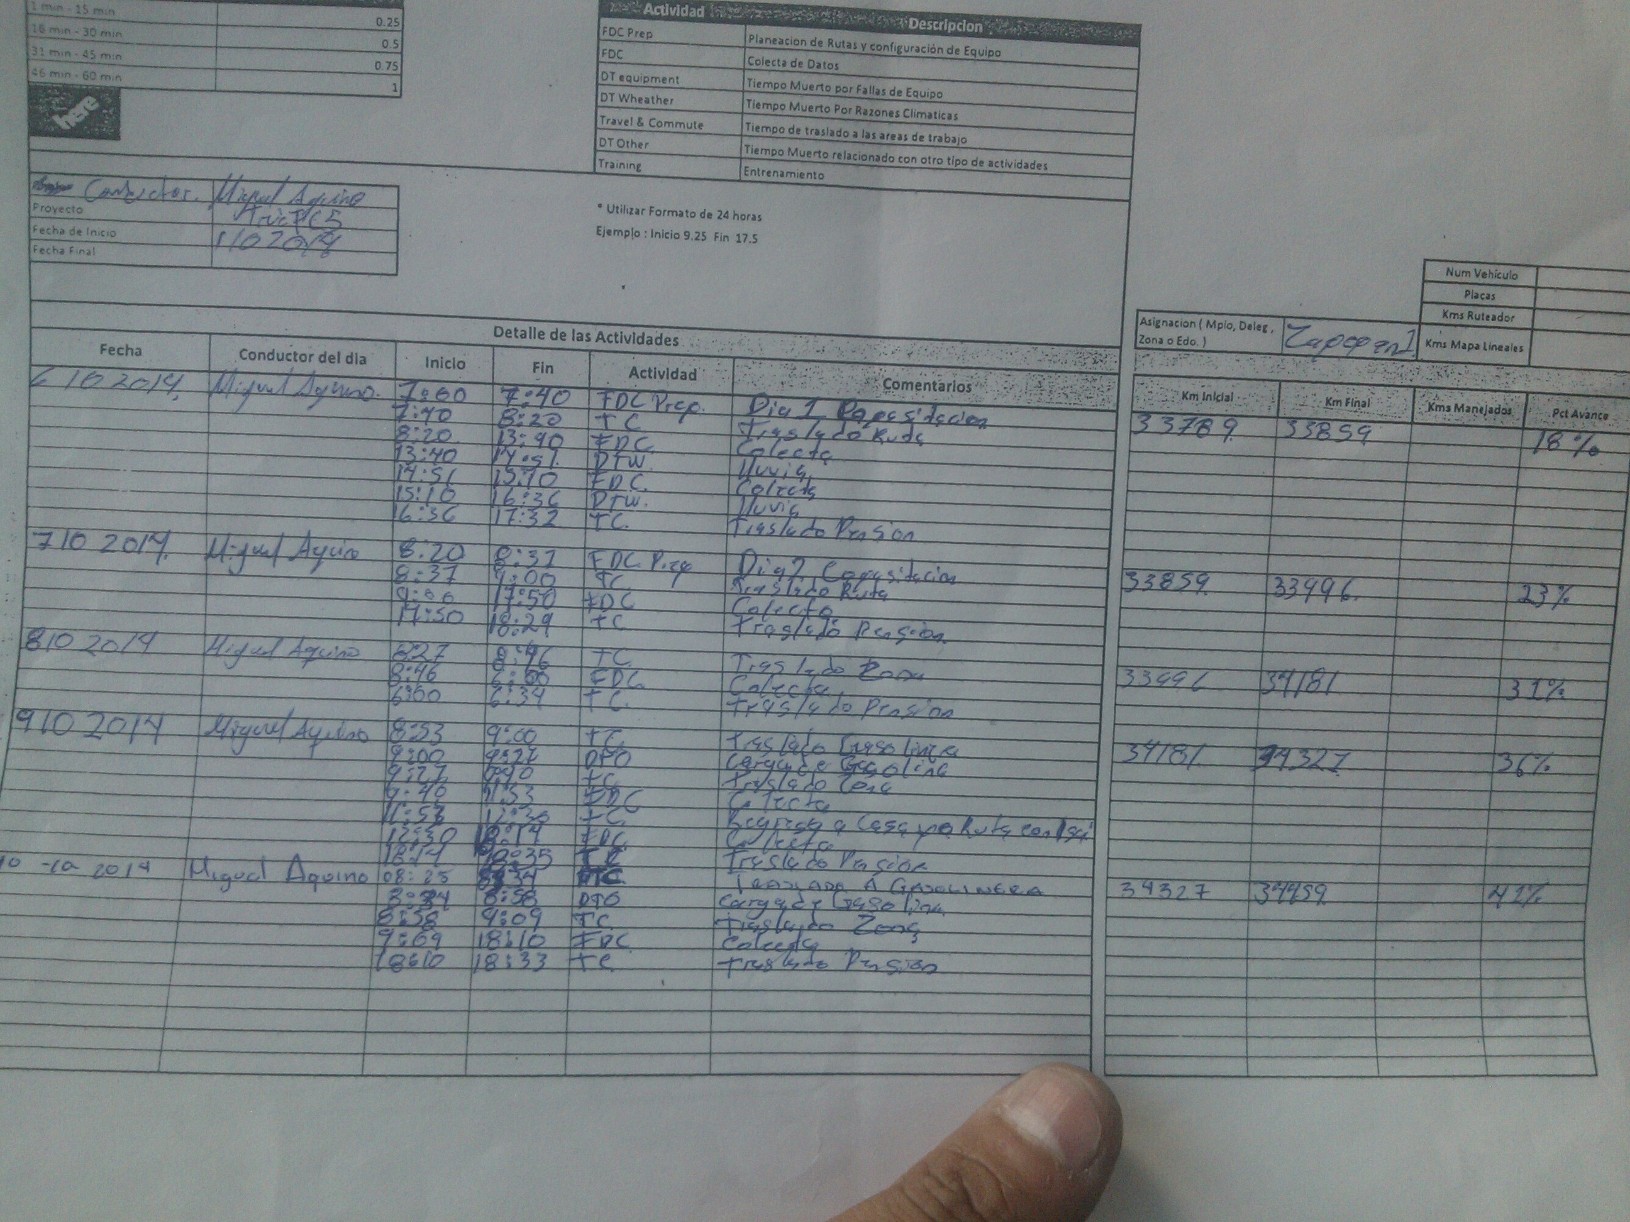 1 min - 15 min 0.25
16 min - 30 min 0.5
31 min - 45 min 0.75
46 min - 60 min 1
here
Actividad Descripcion
FDC Prep Planeacion de Rutas y configuración de Equipo
FDC Colecta de Datos
DT equipment Tiempo Muerto por Fallas de Equipo
DT Wheather Tiempo Muerto Por Razones Climaticas
Travel & Commute Tiempo de traslado a las areas de trabajo
DT Other Tiempo Muerto relacionado con otro tipo de actividades
Training Entrenamiento
Conductor. Miguel Aquino
Proyecto
Fecha de Inicio
Fecha Final
* Utilizar Formato de 24 horas
Ejemplo : Inicio 9.25 Fin 17.5
Num Vehículo
Placas
Kms Ruteador
Kms Mapa Lineales
Asignacion ( Mpio, Deleg , Zona o Edo. ) Zapopan 1
Detalle de las Actividades
Fecha Conductor del dia Inicio Fin Actividad Comentarios Km Inicial Km Final Kms Manejados Pct Avance
6 10 2014. Miguel Aquino. 7:00 7:40 FDC Prep. Dia 1 33789 33859 18%
7:40 8:20 TC Traslado Ruta
8:20 13:40 FDC Colecta
13:40 14:51 DTW lluvia
14:51 15:10 FDC. Colecta
15:10 16:36 DTW. lluvia
16:36 17:32 TC. Traslado Pension
7 10 2014. Miguel Aquino 8:20 8:37 FDC. Prep Dia 2 33859 33996 23%
8:37 9:00 TC Traslado Ruta
9:00 17:50 FDC Colecta
17:50 18:29 TC Traslado Pension
8 10 2014 Miguel Aquino 8:27 8:46 TC Traslado Zona 33996 34181 31%
8:46 6:00 FDC Colecta
6:00 6:34 TC. Traslado Pension
9 10 2014 Miguel Aquino 8:53 9:00 TC Traslado Gasolinera 34181 34327 36%
9:00 9:27 DTO Carga de Gasolina
9:27 9:40 TC Traslado Zona
9:40 11:53 FDC Colecta
11:53 12:30 TC Regreso a Casa
12:30 18:14 FDC Colecta
18:14 18:35 TC Traslado Pension
10 -10 2014 Miguel Aquino 08:25 8:34 TC TRASLADO A GASOLINERA 34327 34459 41%
8:34 8:58 DTO Carga de Gasolina
8:58 9:09 TC Traslado Zona
9:09 18:10 FDC Colecta
18:10 18:33 TC Traslado Pension